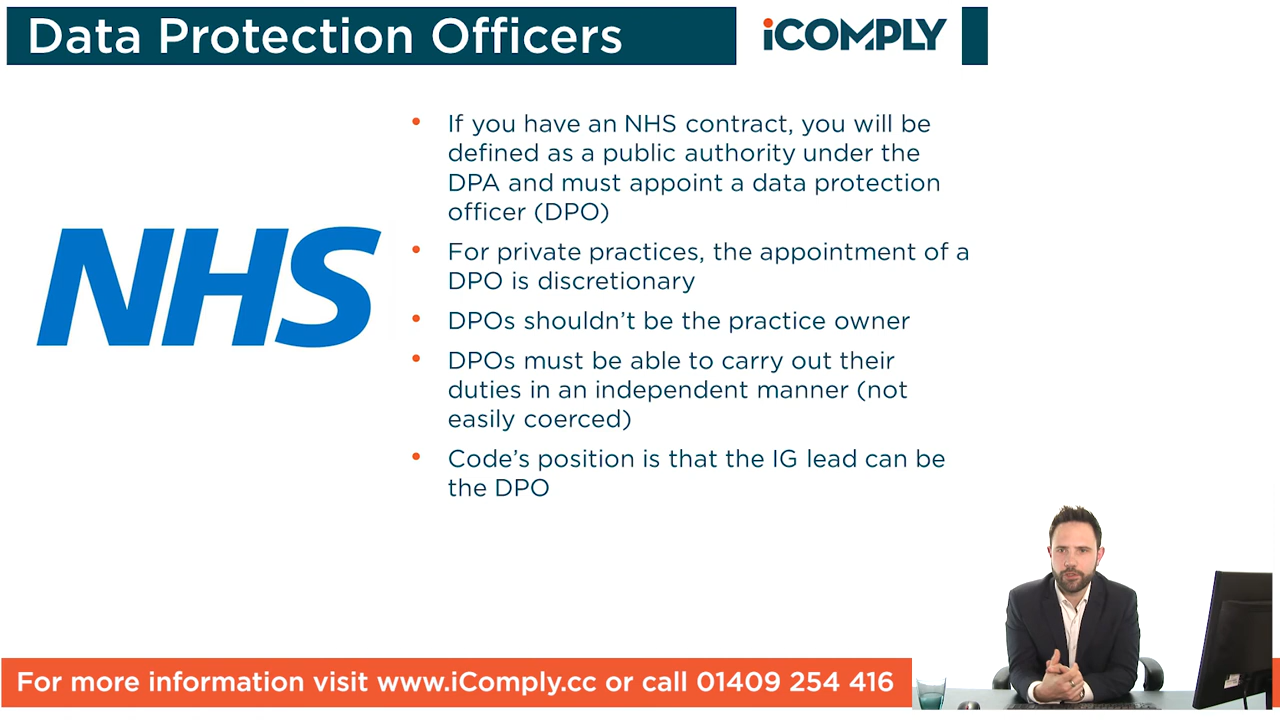 Data Protection Officers
iCOMPLY
NHS
• If you have an NHS contract, you will be
defined as a public authority under the
DPA and must appoint a data protection
officer (DPO)
• For private practices, the appointment of a
DPO is discretionary
• DPOs shouldn’t be the practice owner
• DPOs must be able to carry out their
duties in an independent manner (not
easily coerced)
• Code’s position is that the IG lead can be
the DPO
For more information visit www.iComply.cc or call 01409 254 416